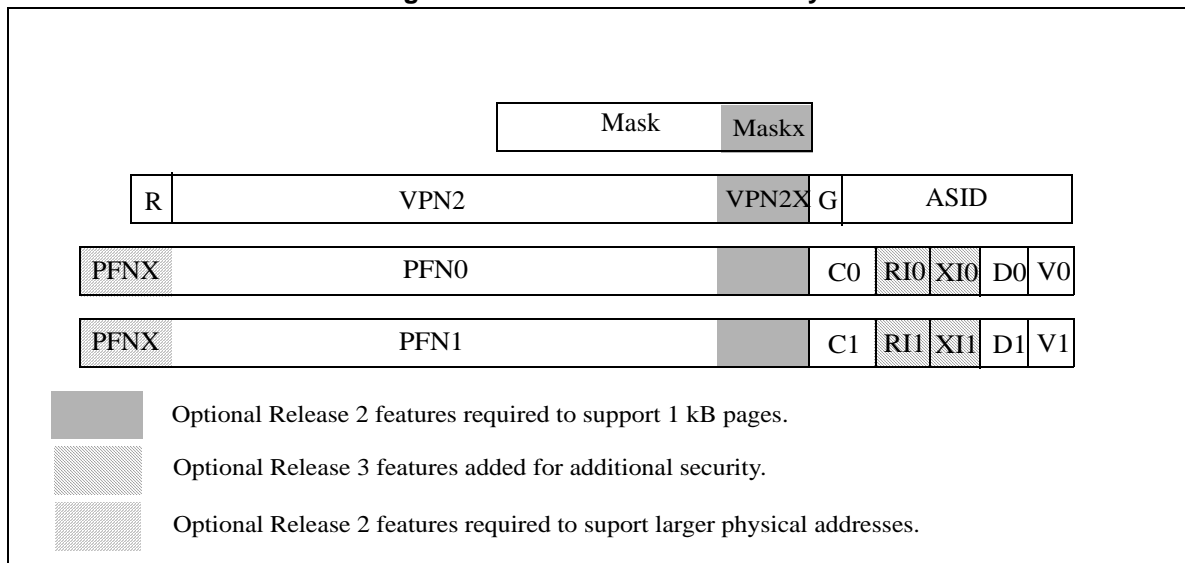 Mask Maskx
R VPN2 VPN2X G ASID
PFNX PFN0 C0 RI0 XI0 D0 V0
PFNX PFN1 C1 RI1 XI1 D1 V1
Optional Release 2 features required to support 1 kB pages.
Optional Release 3 features added for additional security.
Optional Release 2 features required to suport larger physical addresses.